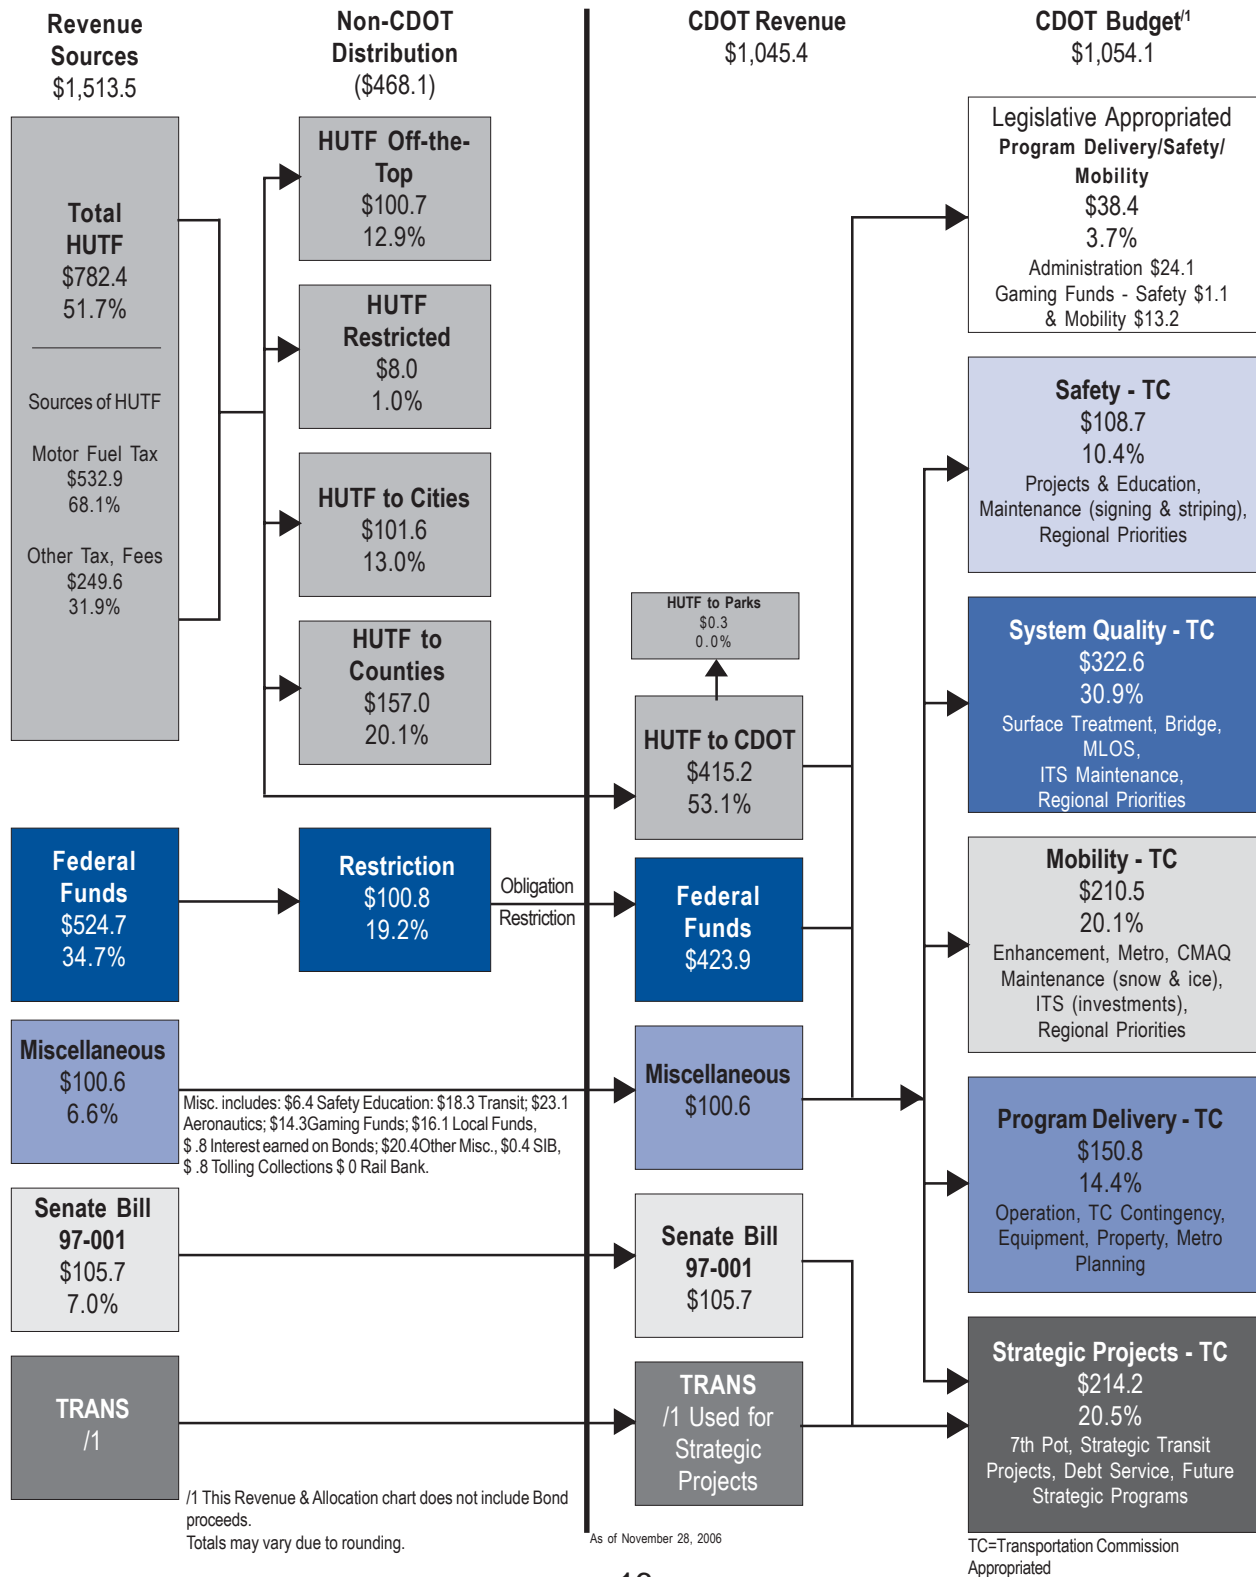 Revenue
Sources
$1,513.5
Non-CDOT
Distribution
($468.1)
CDOT Revenue
$1,045.4
CDOT Budget/1
$1,054.1
Total
HUTF
$782.4
51.7%
Sources of HUTF
Motor Fuel Tax
$532.9
68.1%
Other Tax, Fees
$249.6
31.9%
HUTF Off-the-
Top
$100.7
12.9%
HUTF
Restricted
$8.0
1.0%
HUTF to Cities
$101.6
13.0%
HUTF to
Counties
$157.0
20.1%
HUTF to Parks
$0.3
0.0%
HUTF to CDOT
$415.2
53.1%
Federal
Funds
$524.7
34.7%
Restriction
$100.8
19.2%
Obligation
Restriction
Federal
Funds
$423.9
Miscellaneous
$100.6
6.6%
Misc. includes: $6.4 Safety Education: $18.3 Transit; $23.1
Aeronautics; $14.3Gaming Funds; $16.1 Local Funds,
$ .8 Interest earned on Bonds; $20.4Other Misc., $0.4 SIB,
$ .8 Tolling Collections $ 0 Rail Bank.
Miscellaneous
$100.6
Senate Bill
97-001
$105.7
7.0%
Senate Bill
97-001
$105.7
TRANS
/1
TRANS
/1 Used for
Strategic
Projects
/1 This Revenue & Allocation chart does not include Bond
proceeds.
Totals may vary due to rounding.
As of November 28, 2006
Legislative Appropriated
Program Delivery/Safety/
Mobility
$38.4
3.7%
Administration $24.1
Gaming Funds - Safety $1.1
& Mobility $13.2
Safety - TC
$108.7
10.4%
Projects & Education,
Maintenance (signing & striping),
Regional Priorities
System Quality - TC
$322.6
30.9%
Surface Treatment, Bridge,
MLOS,
ITS Maintenance,
Regional Priorities
Mobility - TC
$210.5
20.1%
Enhancement, Metro, CMAQ
Maintenance (snow & ice),
ITS (investments),
Regional Priorities
Program Delivery - TC
$150.8
14.4%
Operation, TC Contingency,
Equipment, Property, Metro
Planning
Strategic Projects - TC
$214.2
20.5%
7th Pot, Strategic Transit
Projects, Debt Service, Future
Strategic Programs
TC=Transportation Commission
Appropriated